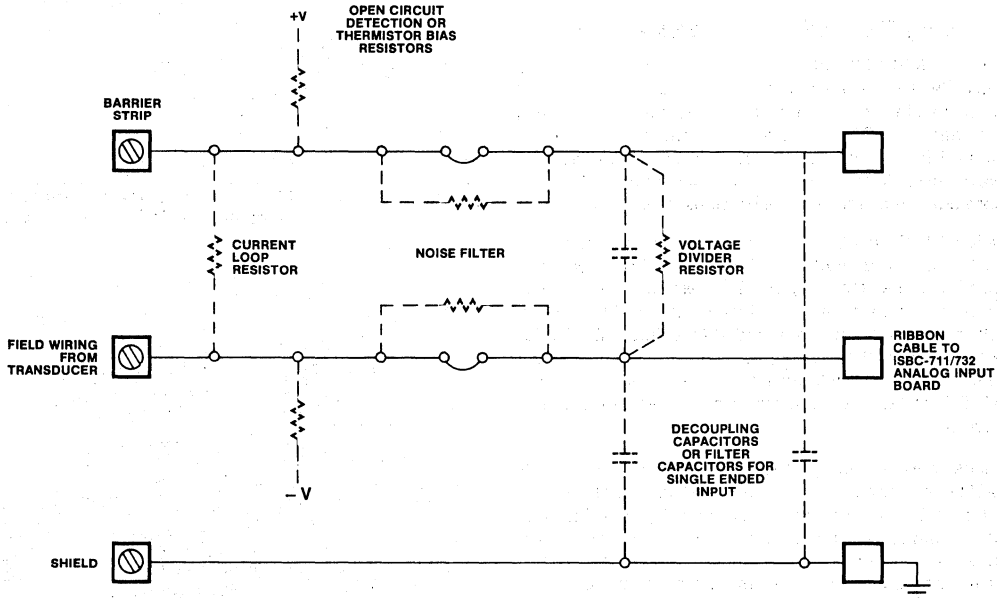 +V
OPEN CIRCUIT
DETECTION OR
THERMISTOR BIAS
RESISTORS
BARRIER
STRIP
CURRENT
LOOP
RESISTOR
NOISE FILTER
VOLTAGE
DIVIDER
RESISTOR
FIELD WIRING
FROM
TRANSDUCER
RIBBON
CABLE TO
ISBC-711/732
ANALOG INPUT
BOARD
– V
DECOUPLING
CAPACITORS
OR FILTER
CAPACITORS FOR
SINGLE ENDED
INPUT
SHIELD